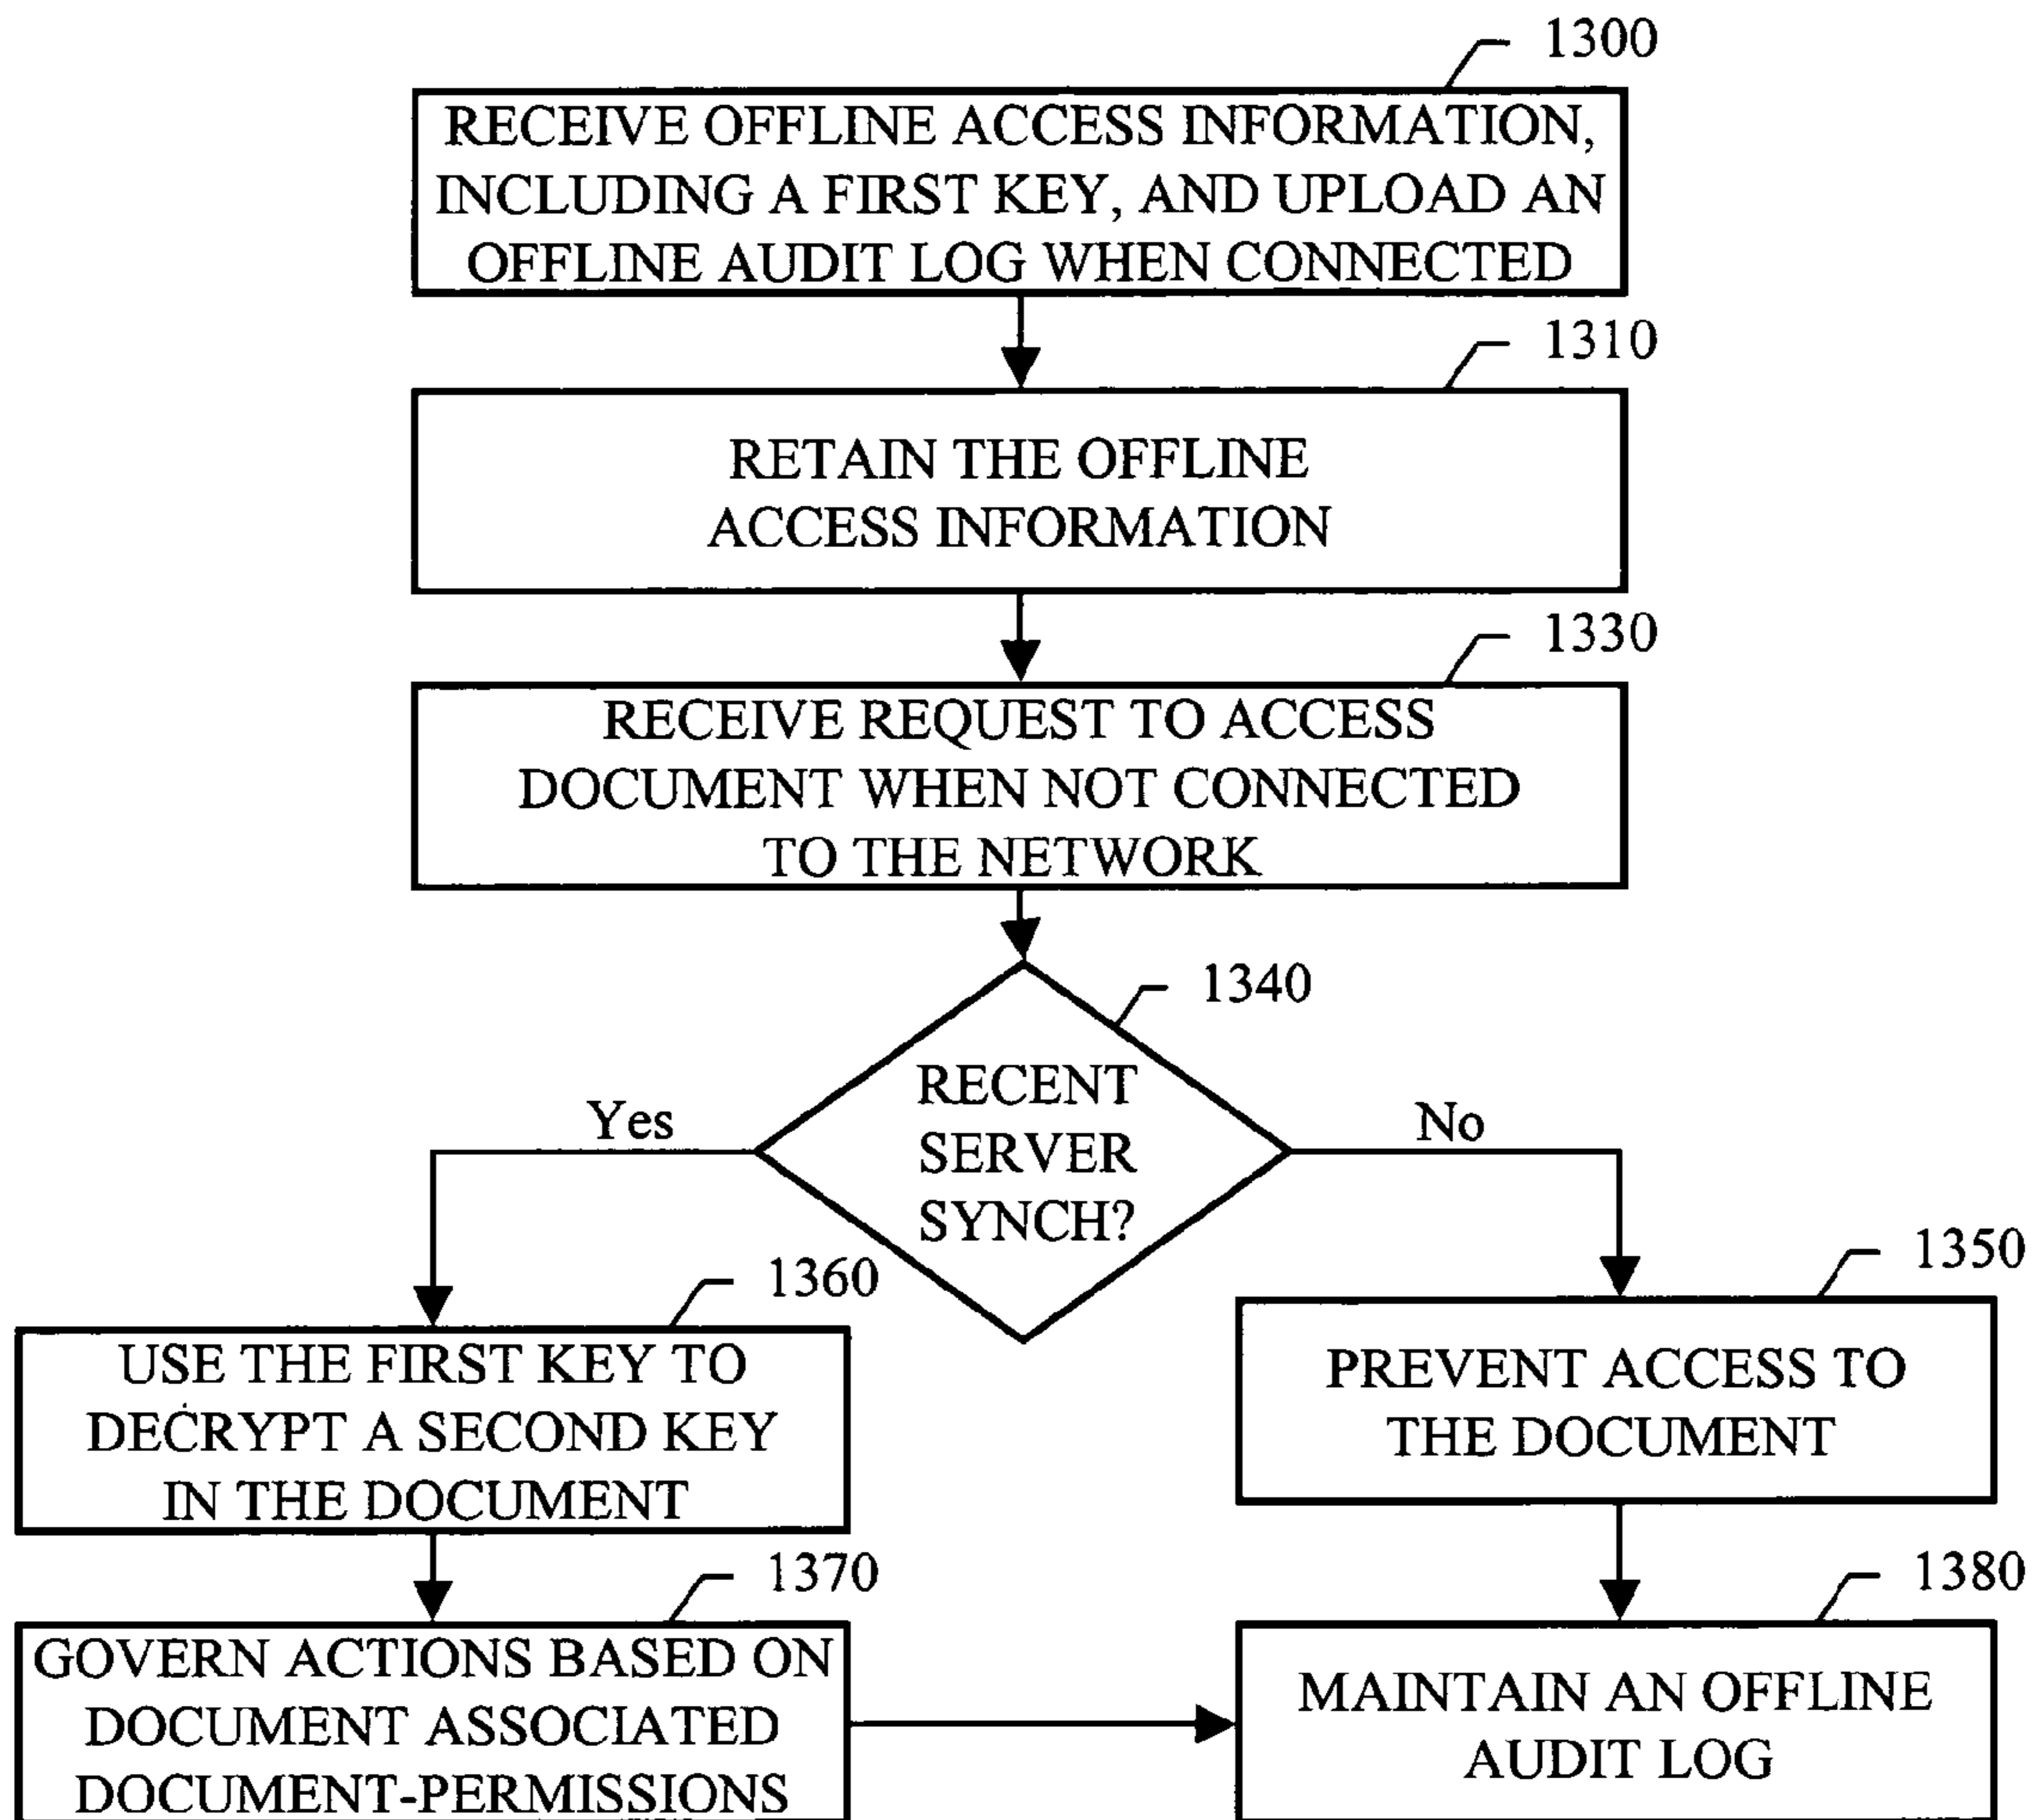 1300
RECEIVE OFFLINE ACCESS INFORMATION,
INCLUDING A FIRST KEY, AND UPLOAD AN
OFFLINE AUDIT LOG WHEN CONNECTED
1310
RETAIN THE OFFLINE
ACCESS INFORMATION
1330
RECEIVE REQUEST TO ACCESS
DOCUMENT WHEN NOT CONNECTED
TO THE NETWORK
1340
RECENT
SERVER
SYNCH?
Yes
No
1360
USE THE FIRST KEY TO
DECRYPT A SECOND KEY
IN THE DOCUMENT
1350
PREVENT ACCESS TO
THE DOCUMENT
1370
GOVERN ACTIONS BASED ON
DOCUMENT ASSOCIATED
DOCUMENT-PERMISSIONS
1380
MAINTAIN AN OFFLINE
AUDIT LOG